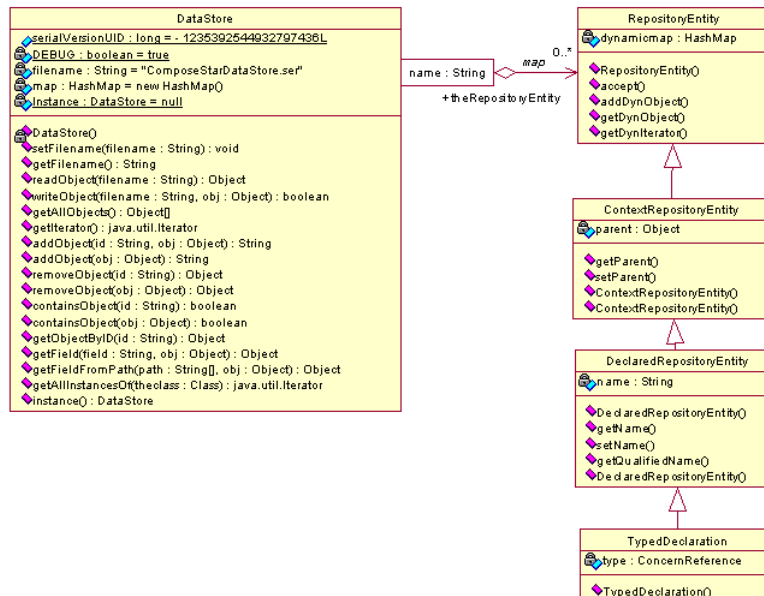 DataStore
serialVersionUID : long = - 1235392544932797436L
DEBUG : boolean = true
filename : String = "ComposeStarDataStore.ser"
map : HashMap = new HashMap()
Instance : DataStore = null
DataStore()
setFilename(filename : String) : void
getFilename() : String
readObject(filename : String) : Object
writeObject(filename : String, obj : Object) : boolean
getAllObjects() : Object[]
getIterator() : java.util.Iterator
addObject(id : String, obj : Object) : String
addObject(obj : Object) : String
removeObject(id : String) : Object
removeObject(obj : Object) : Object
containsObject(id : String) : boolean
containsObject(obj : Object) : boolean
getObjectByID(id : String) : Object
getField(field : String, obj : Object) : Object
getFieldFromPath(path : String[], obj : Object) : Object
getAllInstancesOf(theclass : Class) : java.util.Iterator
instance() : DataStore
name : String
map
0..*
+theRepositoryEntity
RepositoryEntity
dynamicmap : HashMap
RepositoryEntity()
accept()
addDynObject()
getDynObject()
getDynIterator()
ContextRepositoryEntity
parent : Object
getParent()
setParent()
ContextRepositoryEntity()
ContextRepositoryEntity()
DeclaredRepositoryEntity
name : String
DeclaredRepositoryEntity()
getName()
setName()
getQualifiedName()
DeclaredRepositoryEntity()
TypedDeclaration
type : ConcernReference
TypedDeclaration()